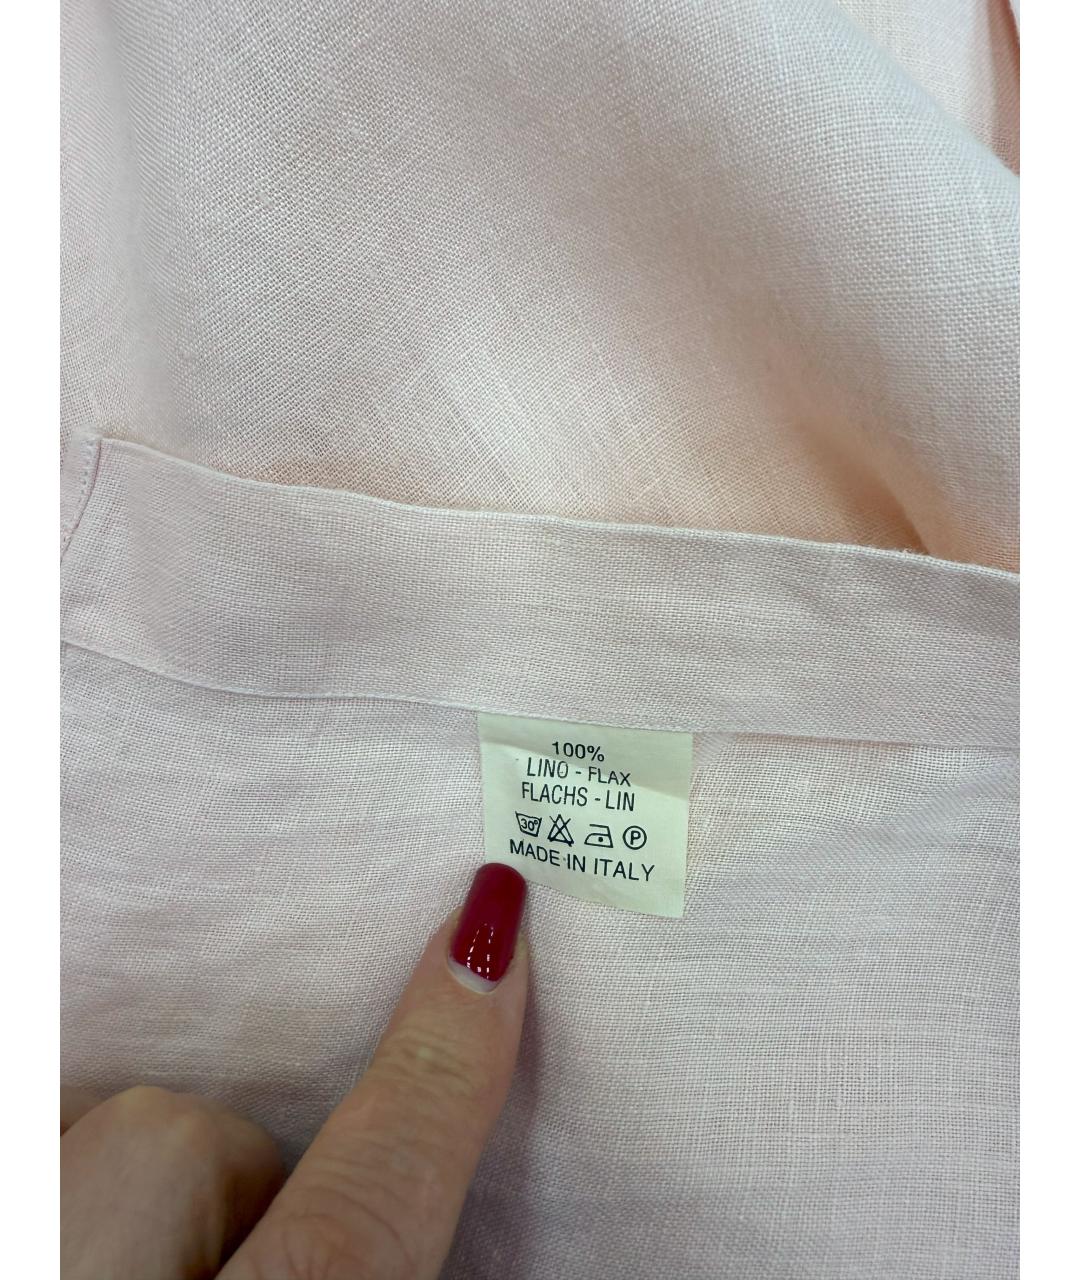 100%
LINO - FLAX
FLACHS - LIN
30° P
MADE IN ITALY